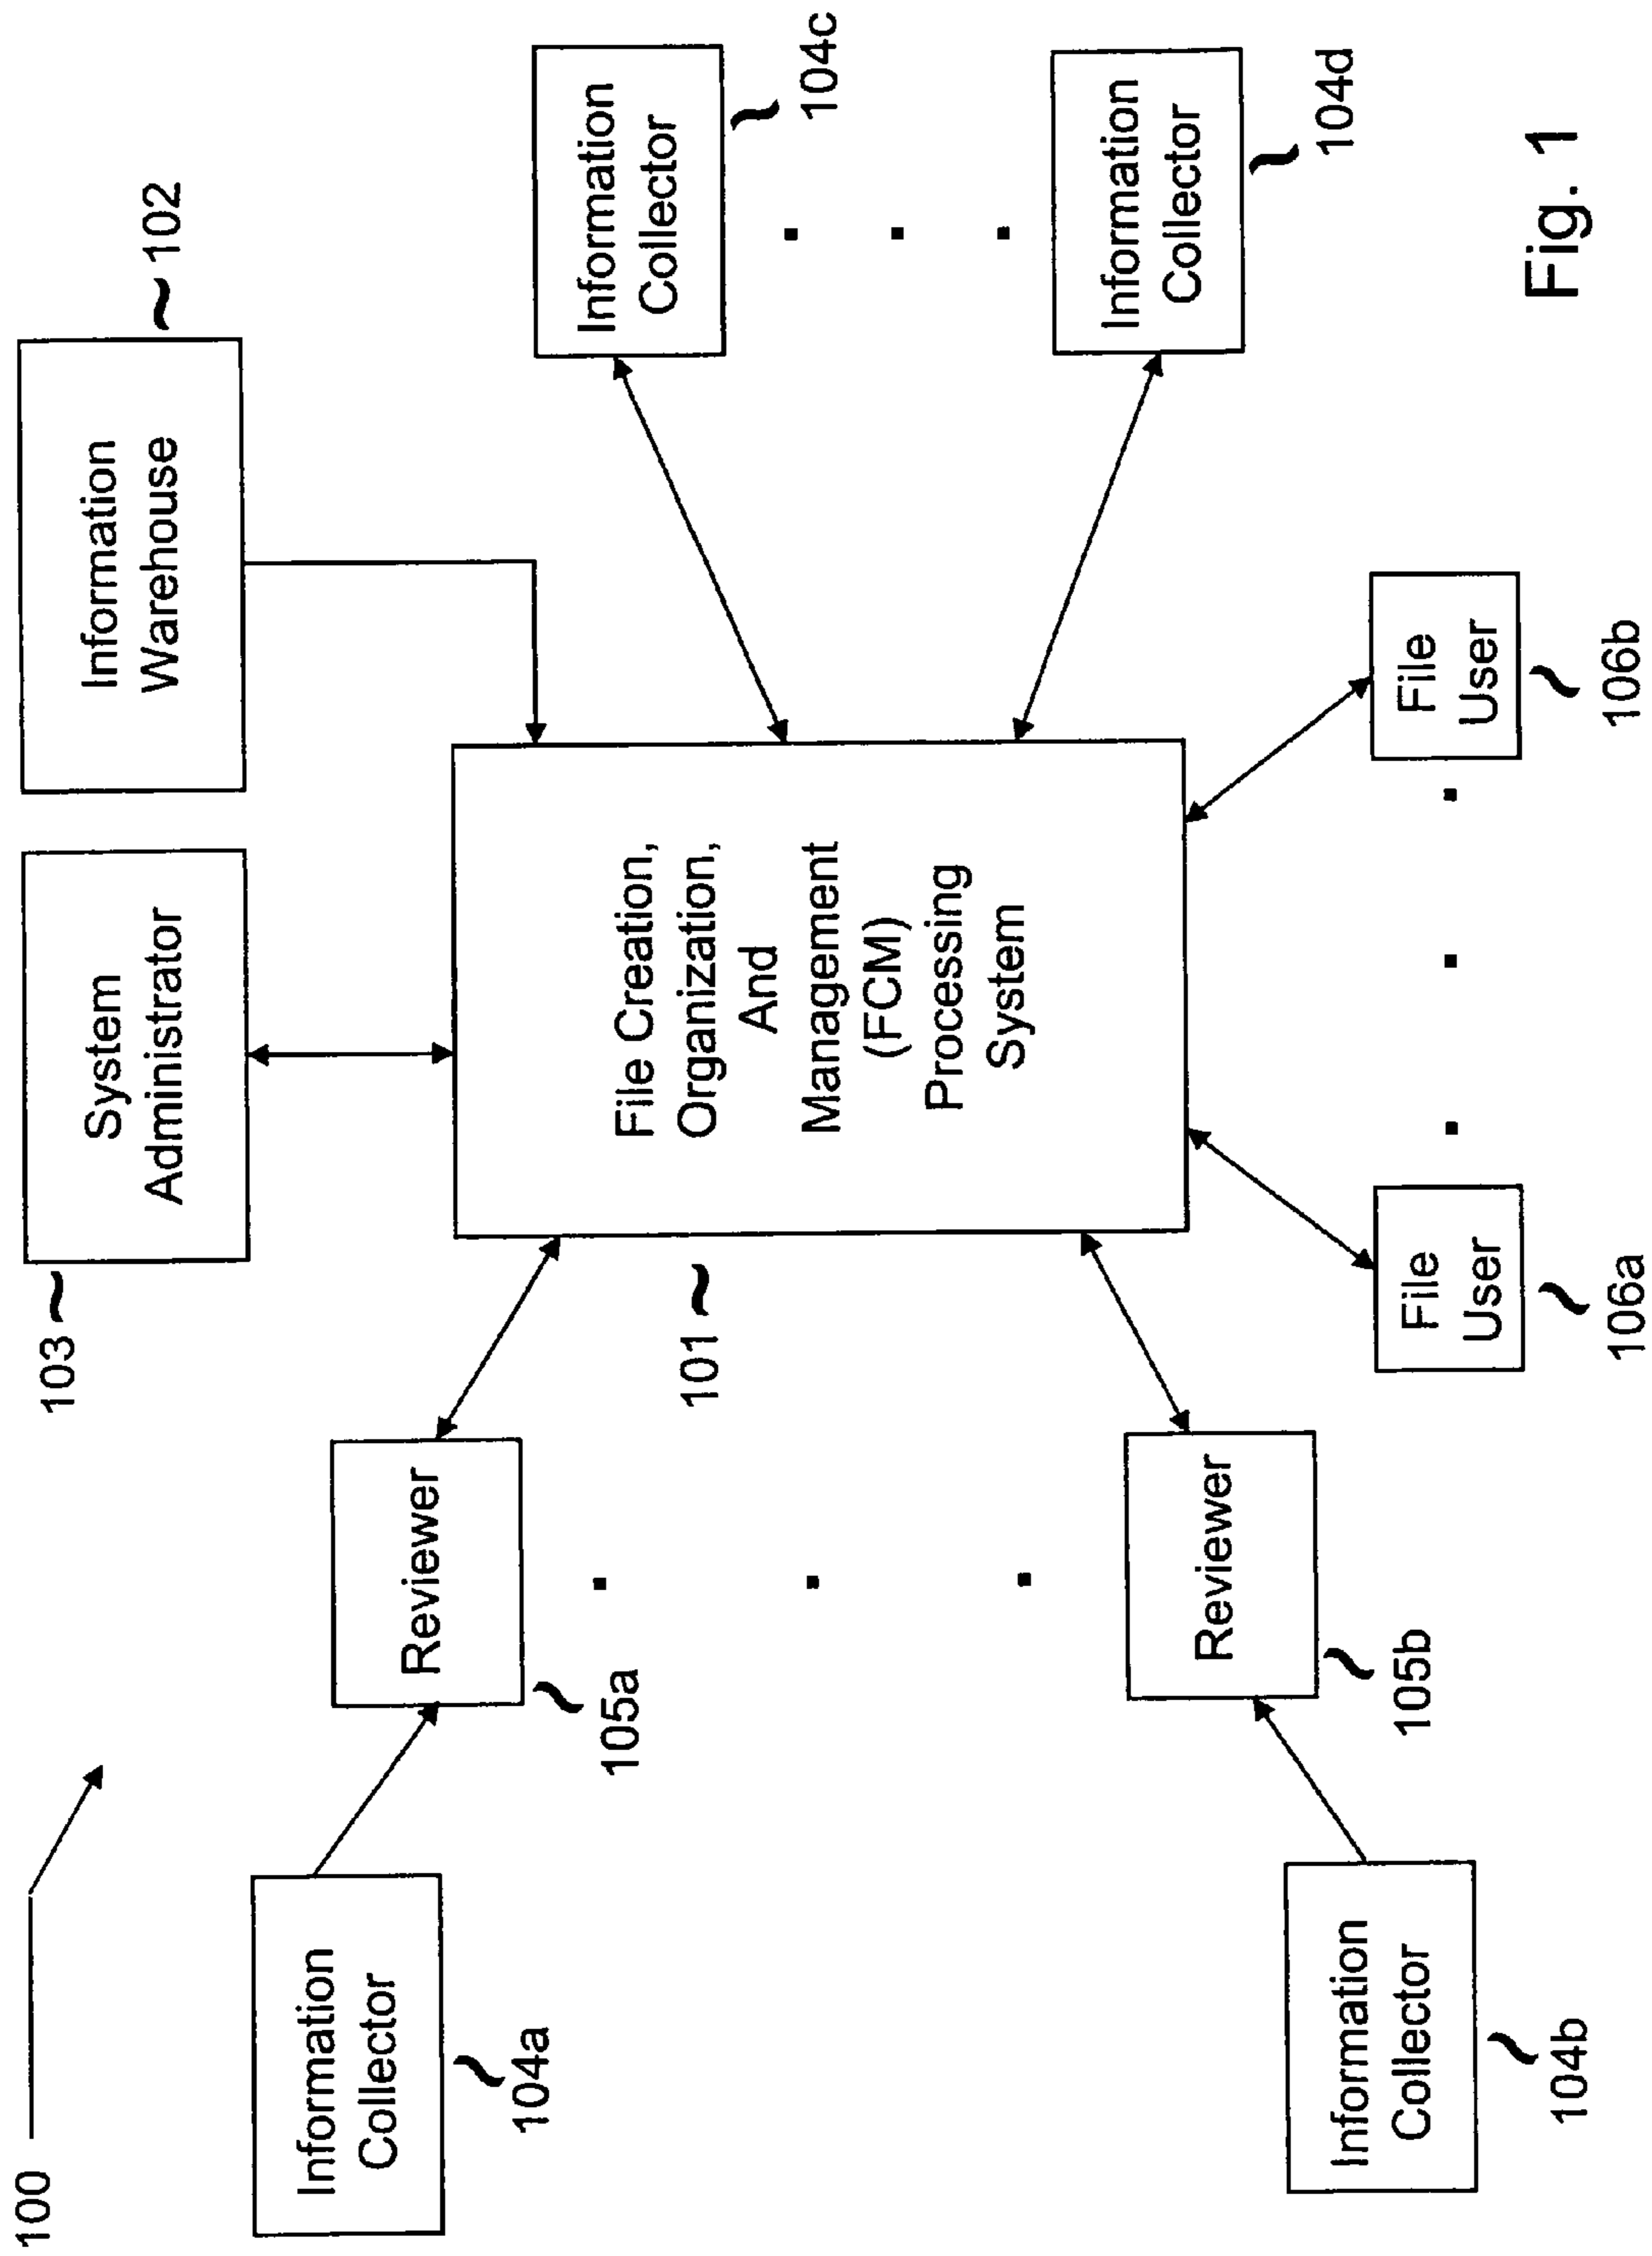 100
103
System
Administrator
Information
Warehouse
102
Information
Collector
104a
Reviewer
105a
101
File Creation,
Organization,
And
Management
(FCM)
Processing
System
Information
Collector
104c
Information
Collector
104b
Reviewer
105b
File
User
106a
File
User
106b
Information
Collector
104d
Fig. 1